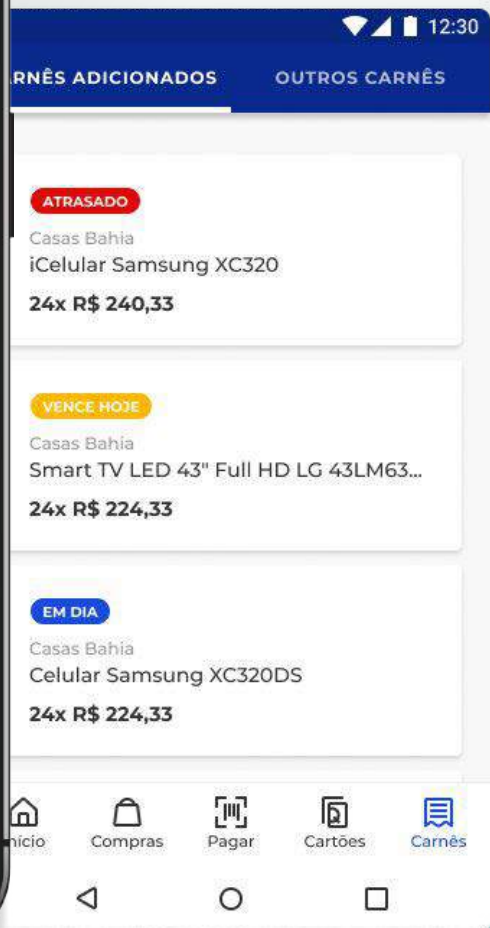 12:30
RNÊS ADICIONADOS
OUTROS CARNÊS
ATRASADO
Casas Bahia
iCelular Samsung XC320
24x R$ 240,33
VENCE HOJE
Casas Bahia
Smart TV LED 43" Full HD LG 43LM63...
24x R$ 224,33
EM DIA
Casas Bahia
Celular Samsung XC320DS
24x R$ 224,33
nício
Compras
Pagar
Cartões
Carnês